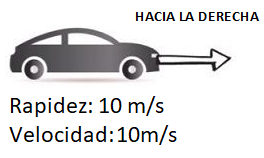 HACIA LA DERECHA
Rapidez: 10 m/s
Velocidad:10m/s